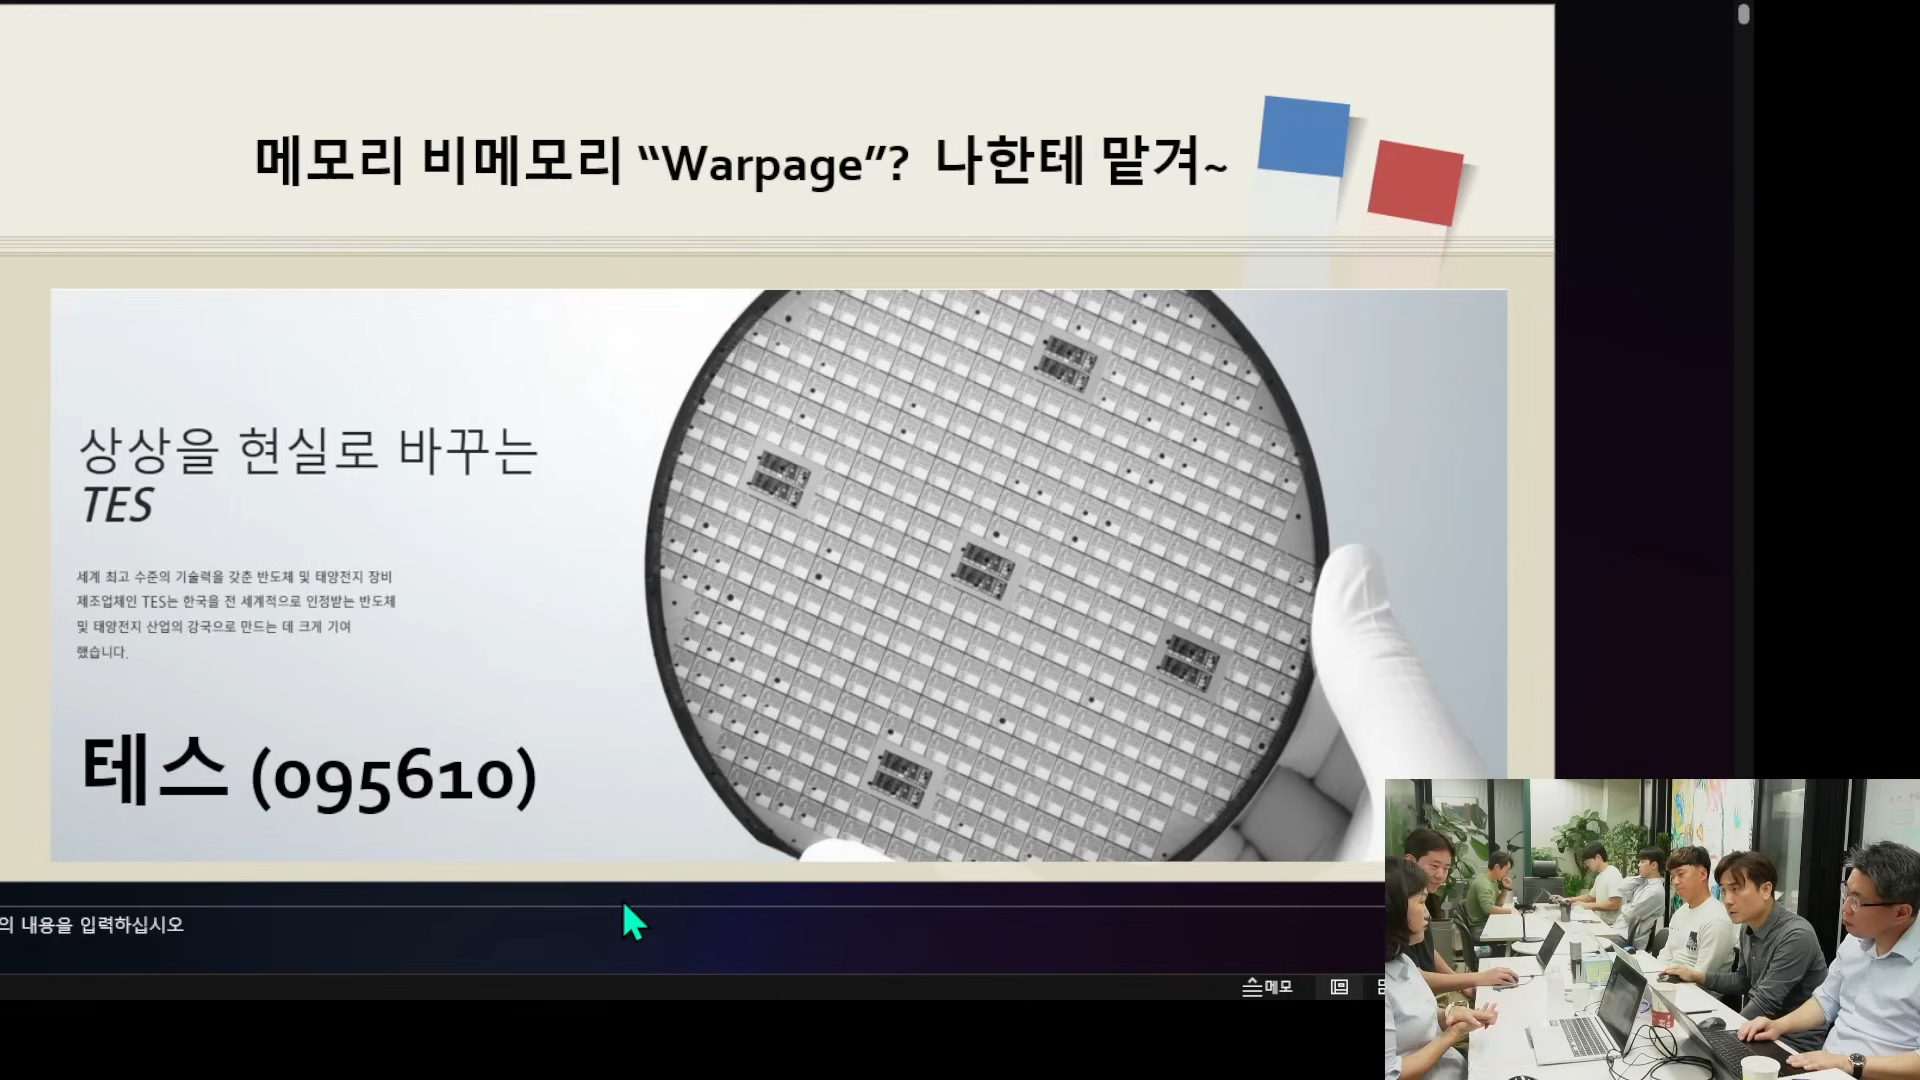 메모리 비메모리 “Warpage”? 나한테 맡겨~
상상을 현실로 바꾸는
TES
세계 최고 수준의 기술력을 갖춘 반도체 및 태양전지 장비
제조업체인 TES는 한국을 전 세계적으로 인정받는 반도체
및 태양전지 산업의 강국으로 만드는 데 크게 기여
했습니다.
테스 (095610)
의 내용을 입력하십시오
메모